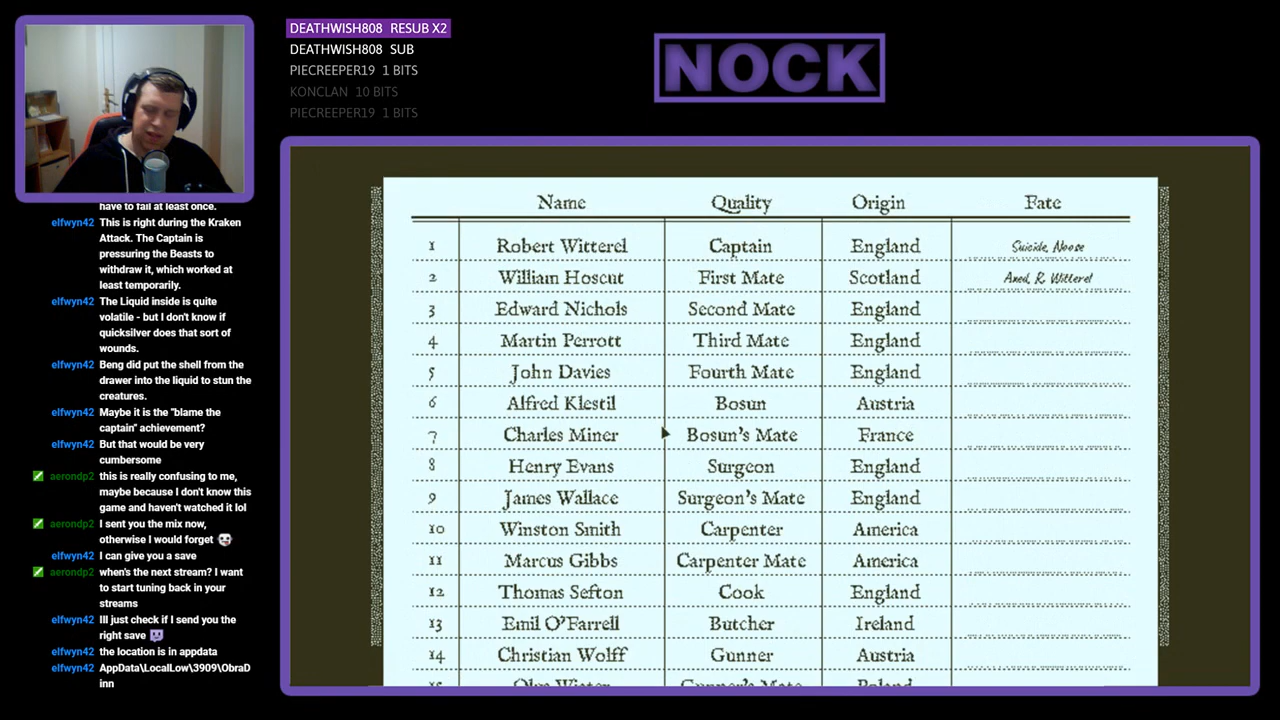 DEATHWISH808 RESUB X2
DEATHWISH808 SUB
PIECREEPER19 1 BITS
KONCLAN 10 BITS
PIECREEPER19 1 BITS
NOCK
have to fail at least once.
elfwyn42 This is right during the Kraken
Attack. The Captain is
pressuring the Beasts to
withdraw it, which worked at
least temporarily.
elfwyn42 The Liquid inside is quite
volatile - but I don't know if
quicksilver does that sort of
wounds.
elfwyn42 Beng did put the shell from the
drawer into the liquid to stun the
creatures.
elfwyn42 Maybe it is the "blame the
captain" achievement?
elfwyn42 But that would be very
cumbersome
aerondp2 this is really confusing to me,
maybe because I don't know this
game and haven't watched it lol
aerondp2 I sent you the mix now,
otherwise I would forget
elfwyn42 I can give you a save
aerondp2 when's the next stream? I want
to start tuning back in your
streams
elfwyn42 Ill just check if I send you the
right save
elfwyn42 the location is in appdata
elfwyn42 AppData\LocalLow\3909\ObraD
inn
Name Quality Origin Fate
1 Robert Witterel Captain England Suicide, Noose
2 William Hoscut First Mate Scotland Axed, R. Witterel
3 Edward Nichols Second Mate England
4 Martin Perrott Third Mate England
5 John Davies Fourth Mate England
6 Alfred Klestil Bosun Austria
7 Charles Miner Bosun's Mate France
8 Henry Evans Surgeon England
9 James Wallace Surgeon's Mate England
10 Winston Smith Carpenter America
11 Marcus Gibbs Carpenter Mate America
12 Thomas Sefton Cook England
13 Emil O'Farrell Butcher Ireland
14 Christian Wolff Gunner Austria
15 Olus Wiater Gunner's Mate Poland